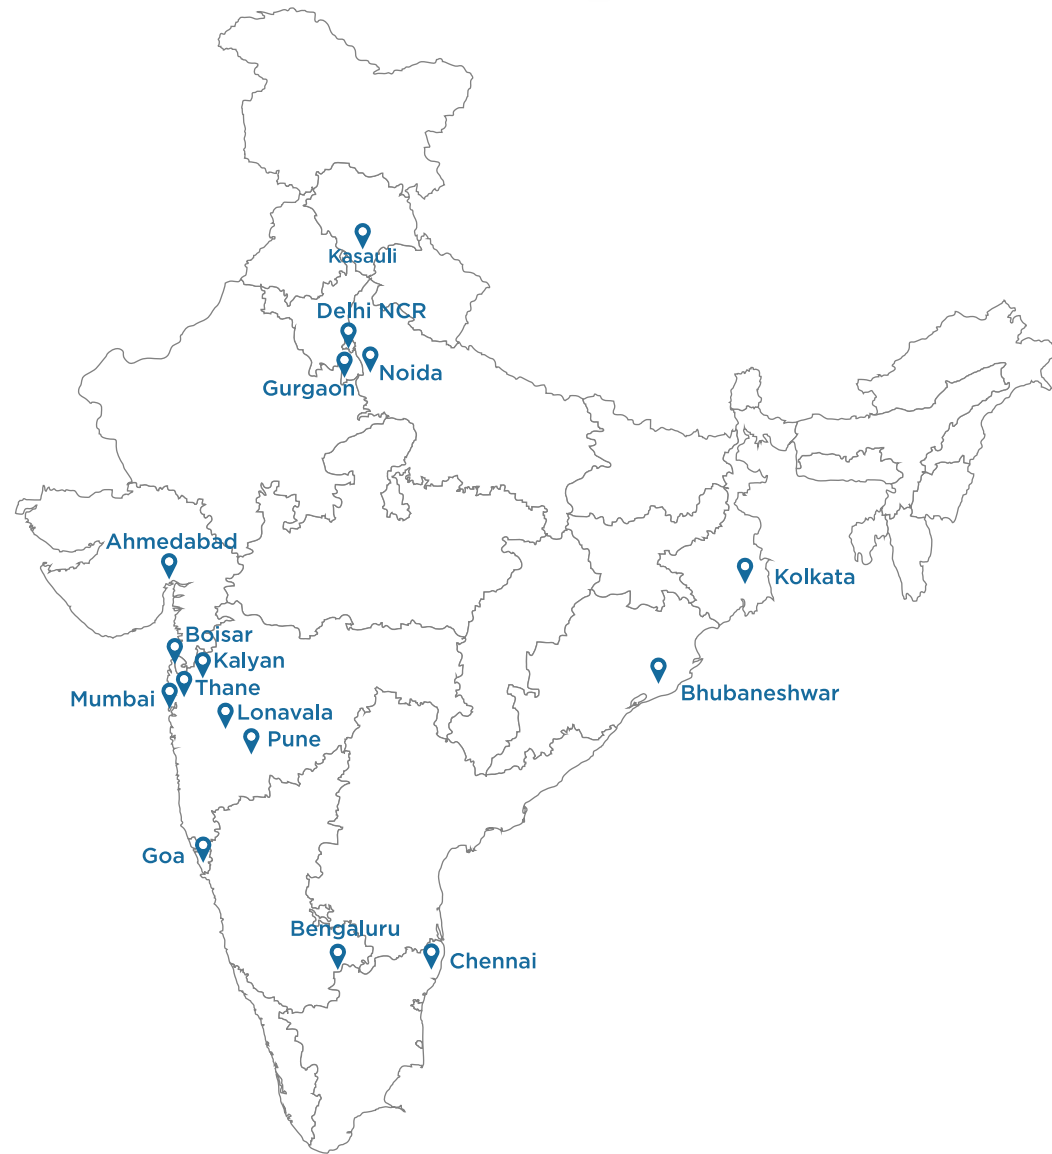 Kasauli
Delhi NCR
Noida
Gurgaon
Ahmedabad
Kolkata
Boisar
Kalyan
Thane
Mumbai
Bhubaneshwar
Lonavala
Pune
Goa
Bengaluru
Chennai